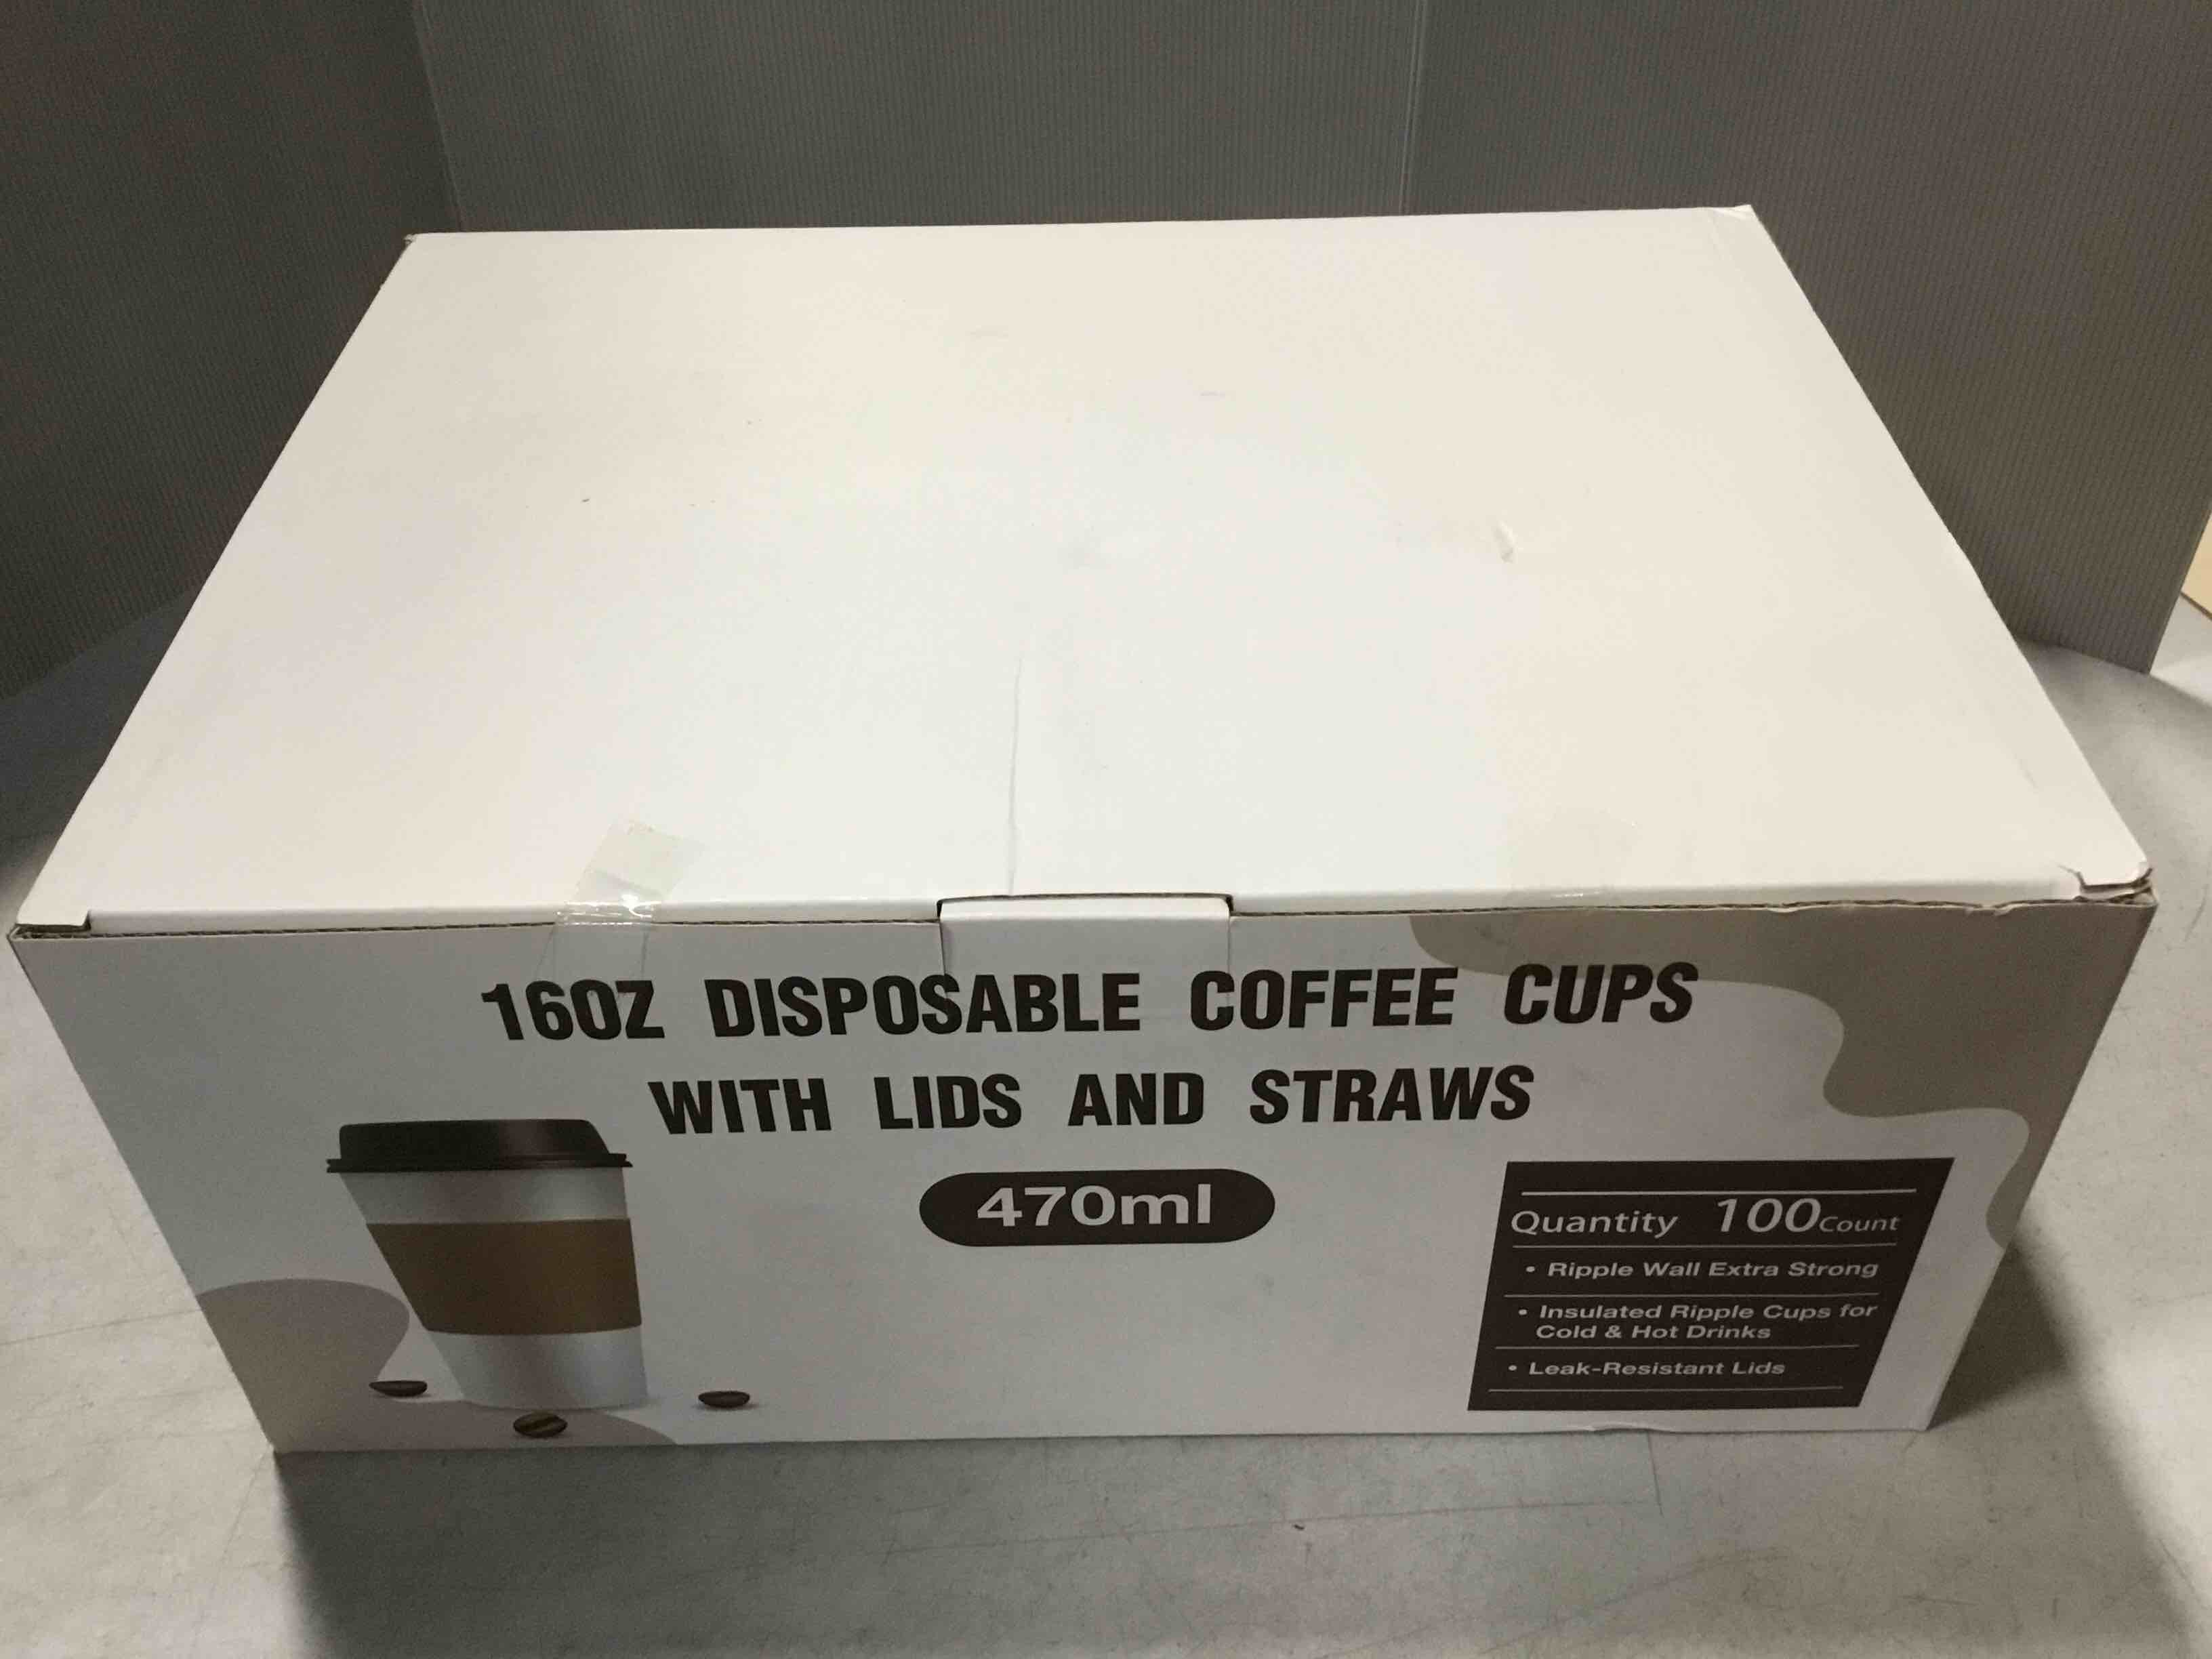 16OZ DISPOSABLE COFFEE CUPS
WITH LIDS AND STRAWS
470ml
Quantity 100Count
• Ripple Wall Extra Strong
• Insulated Ripple Cups for
Cold & Hot Drinks
• Leak-Resistant Lids